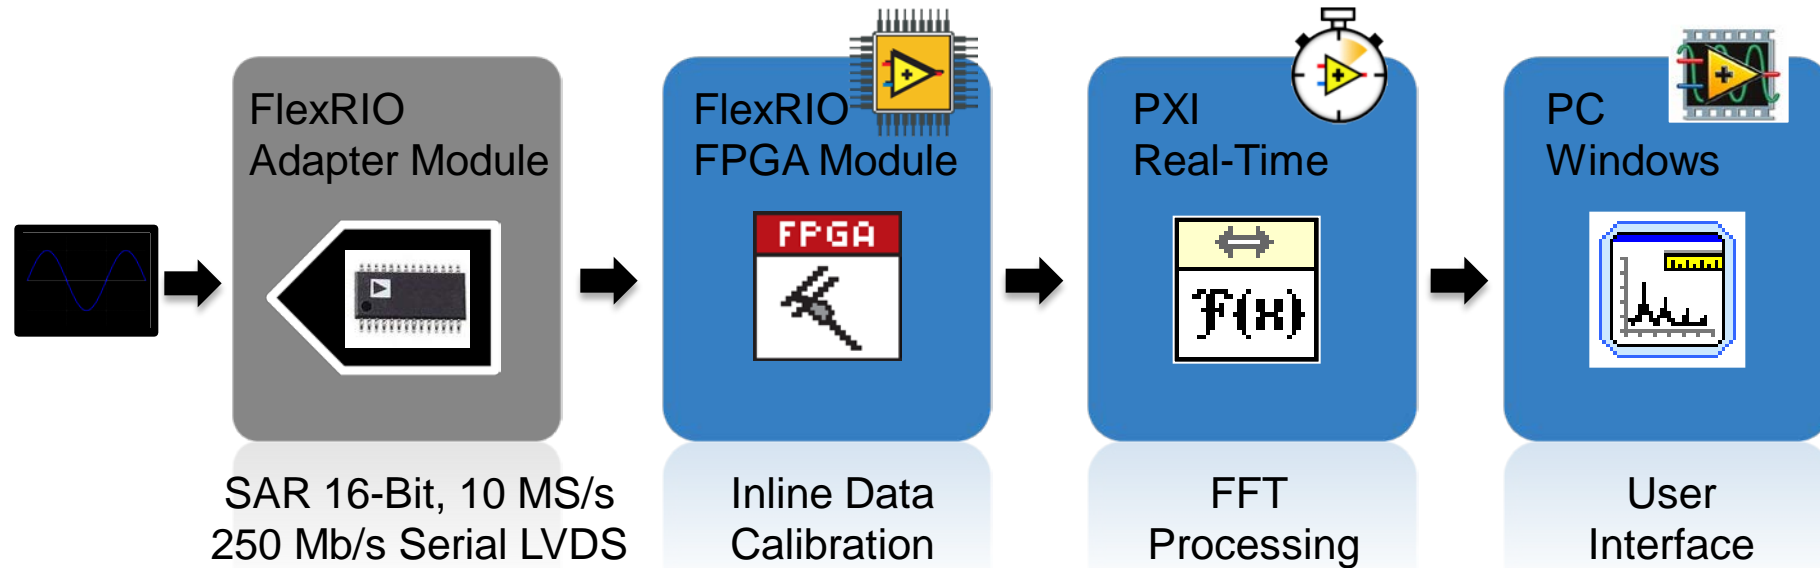 FlexRIO
Adapter Module
SAR 16-Bit, 10 MS/s
250 Mb/s Serial LVDS
FlexRIO
FPGA Module
FPGA
Inline Data
Calibration
PXI
Real-Time
F(x)
FFT
Processing
PC
Windows
User
Interface